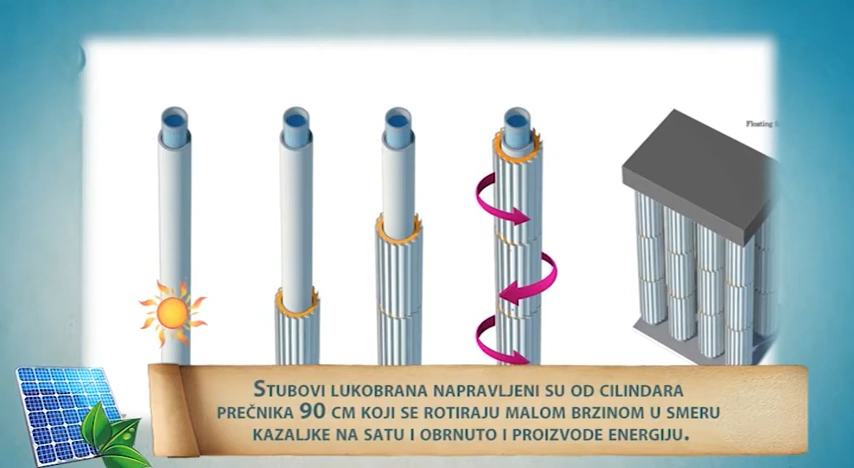 Floating
STUBOVI LUKOBRANA NAPRAVLJENI SU OD CILINDARA
PREČNIKA 90 CM KOJI SE ROTIRAJU MALOM BRZINOM U SMERU
KAZALJKE NA SATU I OBRNUTO I PROIZVODE ENERGIJU.